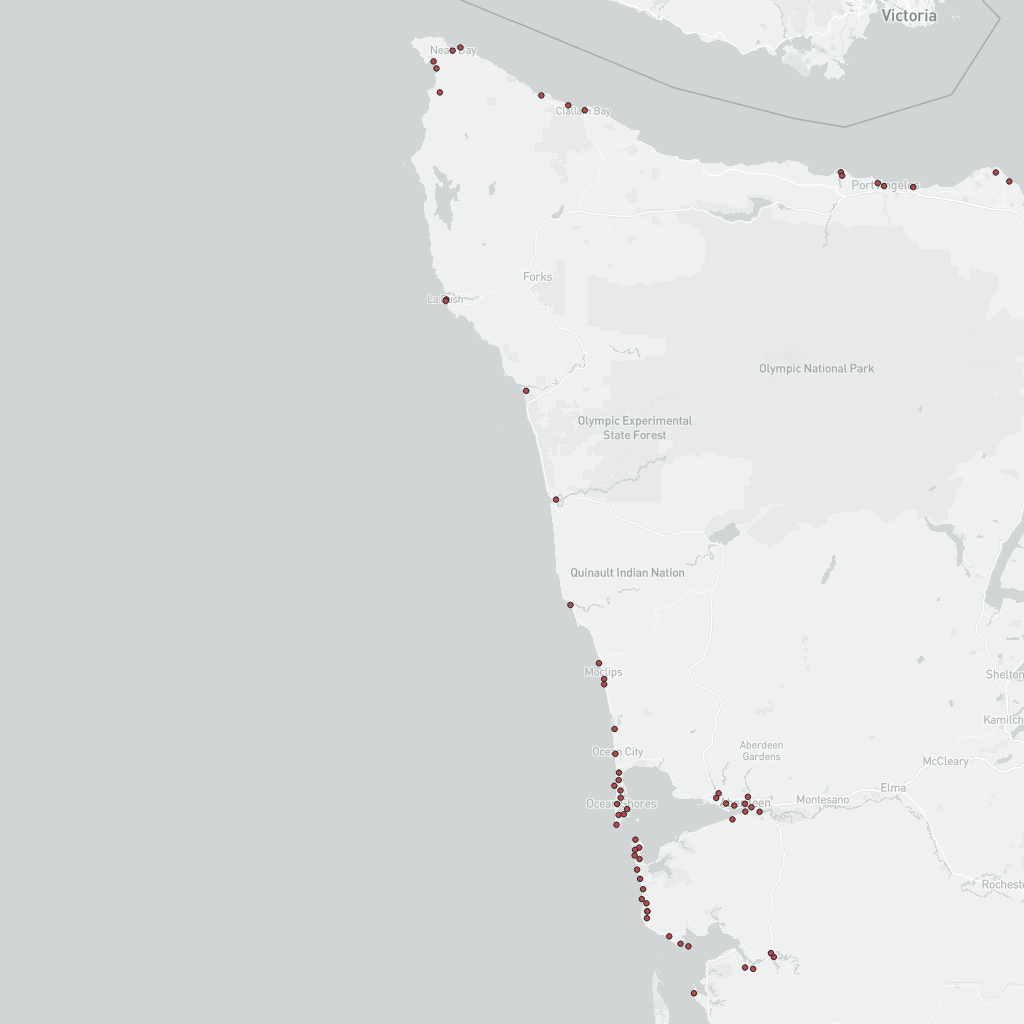 Victoria
Neah Bay
Clallam Bay
Port Angeles
Forks
La Push
Olympic National Park
Olympic Experimental
State Forest
Quinault Indian Nation
Moclips
Shelton
Kamilch
Ocean City
Aberdeen
Gardens
McCleary
Elma
Ocean Shores
Aberdeen
Montesano
Rocheste